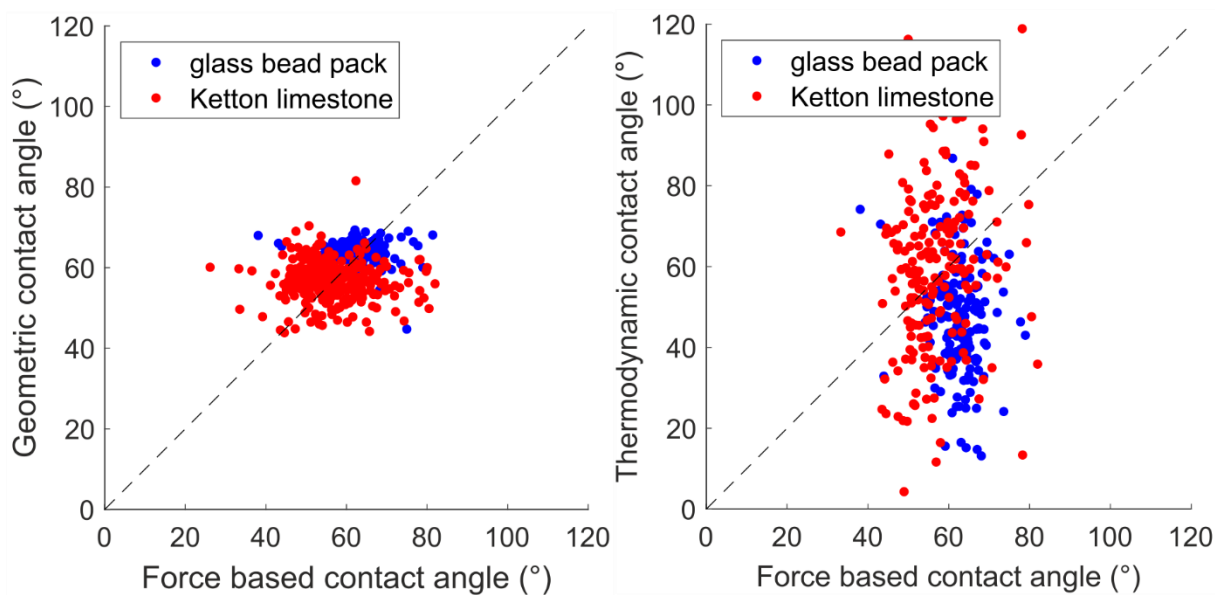 120
100
80
60
40
20
0
Geometric contact angle (°)
glass bead pack
Ketton limestone
0 20 40 60 80 100 120
Force based contact angle (°)
120
100
80
60
40
20
0
Thermodynamic contact angle (°)
glass bead pack
Ketton limestone
0 20 40 60 80 100 120
Force based contact angle (°)